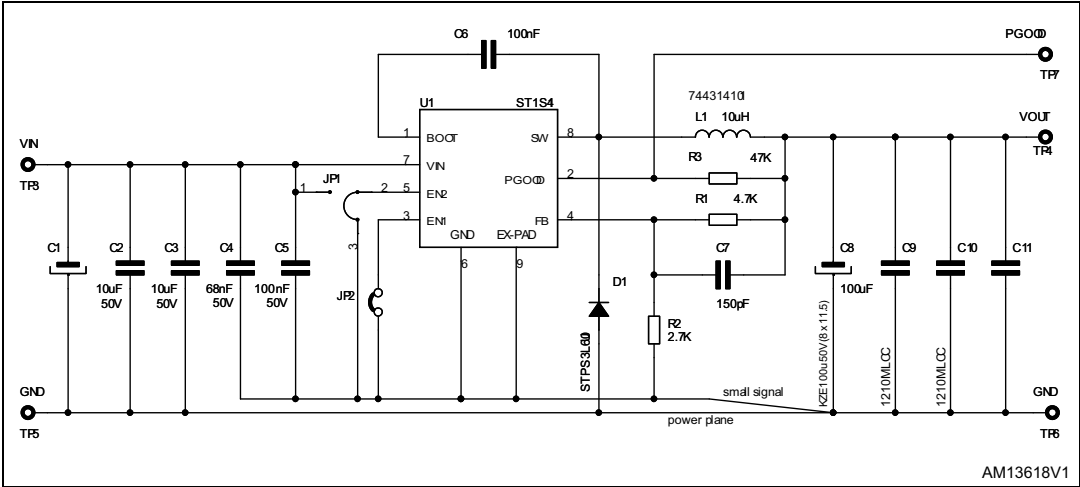 C6 100nF
PGOOD
TP7
U1 ST1S4
74431410
L1 10uH
VOUT
TP4
VIN
TP3
1 BOOT SW 8
7 VIN
R3 47K
JP1
1 2 5 EN2 PGOOD 2
R1 4.7K
3 EN1 FB 4
GND EX-PAD
3 6 9
C1
C2
10uF
50V
C3
10uF
50V
C4
68nF
50V
C5
100nF
50V
JP2
D1
STPS3L60
C7
150pF
R2
2.7K
C8
100uF
KZE100u50V(8 x 11.5)
C9
1210MLCC
C10
1210MLCC
C11
GND
TP5
small signal
power plane
GND
TP6
AM13618V1